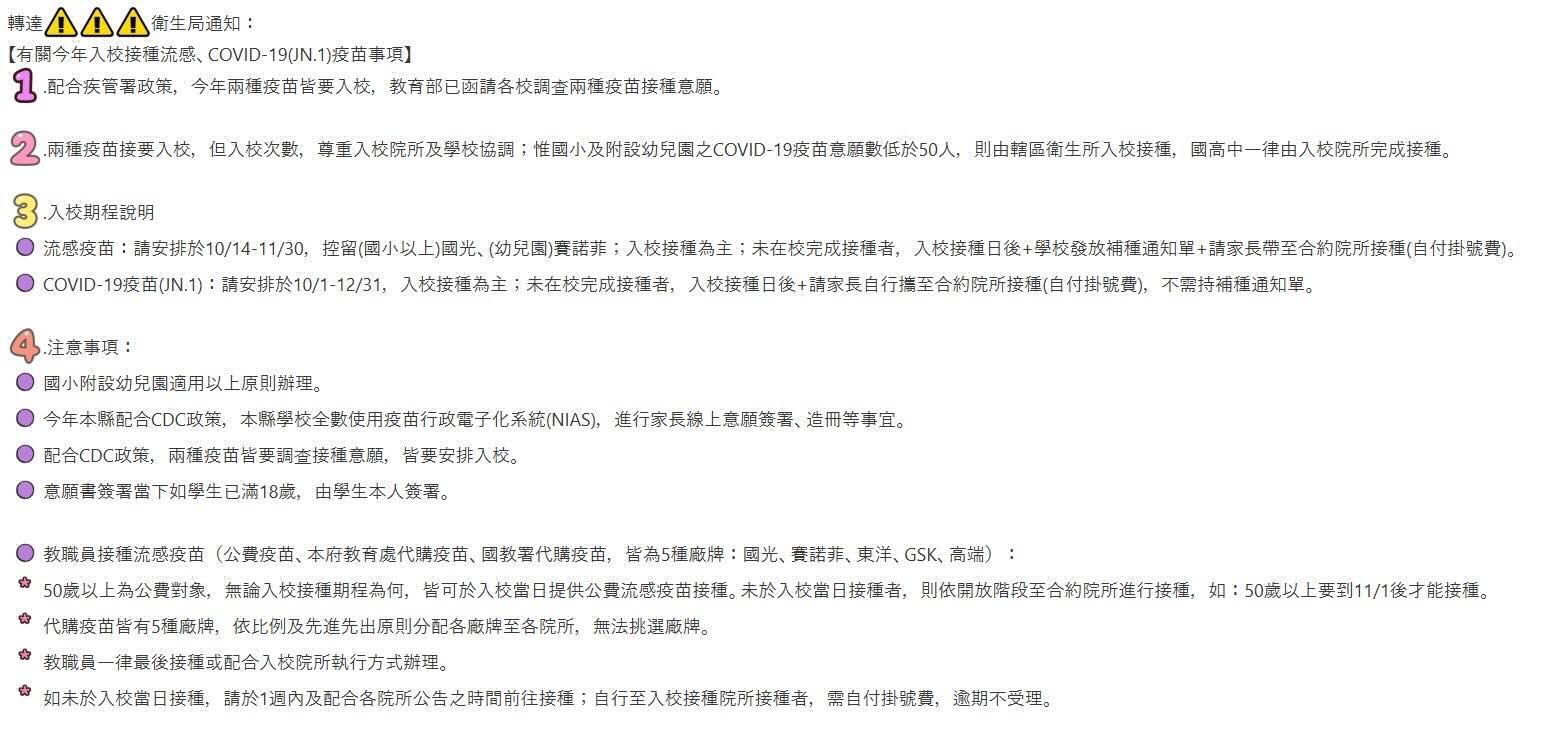 轉達⚠️⚠️⚠️衛生局通知：
【有關今年入校接種流感、COVID-19(JN.1)疫苗事項】
1.配合疾管署政策，今年兩種疫苗皆要入校，教育部已函請各校調查兩種疫苗接種意願。
2.兩種疫苗接要入校，但入校次數，尊重入校院所及學校協調；惟國小及附設幼兒園之COVID-19疫苗意願數低於50人，則由轄區衛生所入校接種，國高中一律由入校院所完成接種。
3.入校期程說明
流感疫苗：請安排於10/14-11/30，控留(國小以上)國光、(幼兒園)賽諾菲；入校接種為主；未在校完成接種者，入校接種日後+學校發放補種通知單+請家長帶至合約院所接種(自付掛號費)。
COVID-19疫苗(JN.1)：請安排於10/1-12/31，入校接種為主；未在校完成接種者，入校接種日後+請家長自行攜至合約院所接種(自付掛號費)，不需持補種通知單。
4.注意事項：
國小附設幼兒園適用以上原則辦理。
今年本縣配合CDC政策，本縣學校全數使用疫苗行政電子化系統(NIAS)，進行家長線上意願簽署、造冊等事宜。
配合CDC政策，兩種疫苗皆要調查接種意願，皆要安排入校。
意願書簽署當下如學生已滿18歲，由學生本人簽署。
教職員接種流感疫苗（公費疫苗、本府教育處代購疫苗、國教署代購疫苗，皆為5種廠牌：國光、賽諾菲、東洋、GSK、高端）：
50歲以上為公費對象，無論入校接種期程為何，皆可於入校當日提供公費流感疫苗接種。未於入校當日接種者，則依開放階段至合約院所進行接種，如：50歲以上要到11/1後才能接種。
代購疫苗皆有5種廠牌，依比例及先進先出原則分配各廠牌至各院所，無法挑選廠牌。
教職員一律最後接種或配合入校院所執行方式辦理。
如未於入校當日接種，請於1週內及配合各院所公告之時間前往接種；自行至入校接種院所接種者，需自付掛號費，逾期不受理。